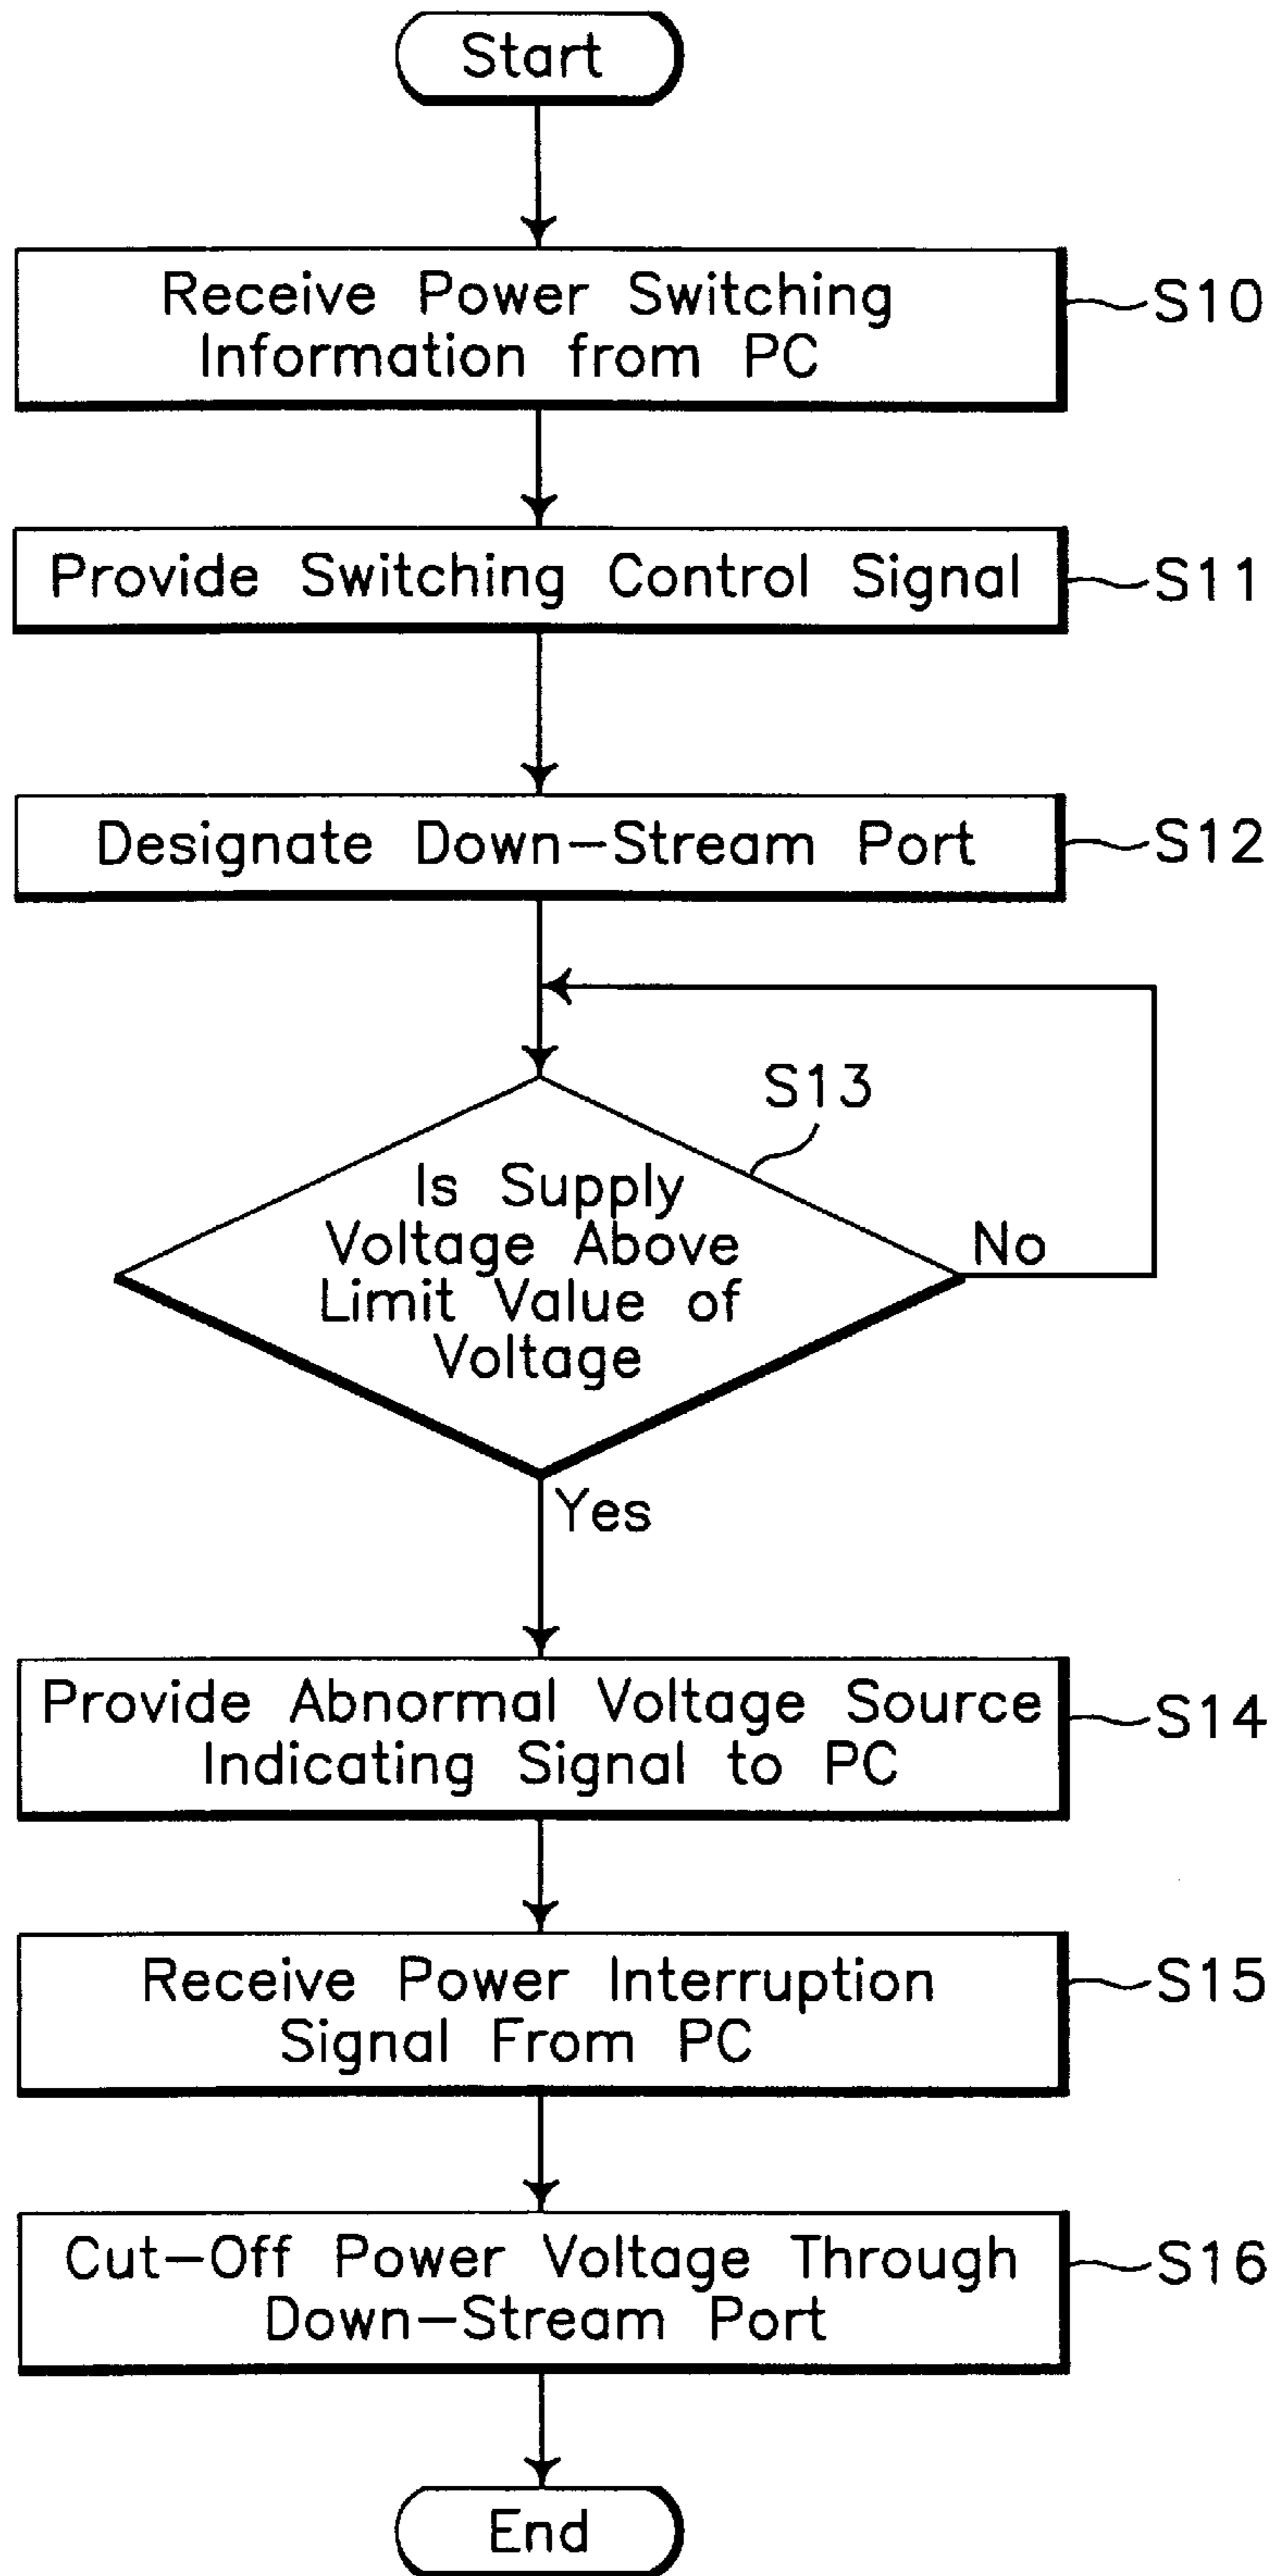 Start
Receive Power Switching
Information from PC
S10
Provide Switching Control Signal
S11
Designate Down-Stream Port
S12
S13
Is Supply
Voltage Above
Limit Value of
Voltage
No
Yes
Provide Abnormal Voltage Source
Indicating Signal to PC
S14
Receive Power Interruption
Signal From PC
S15
Cut-Off Power Voltage Through
Down-Stream Port
S16
End